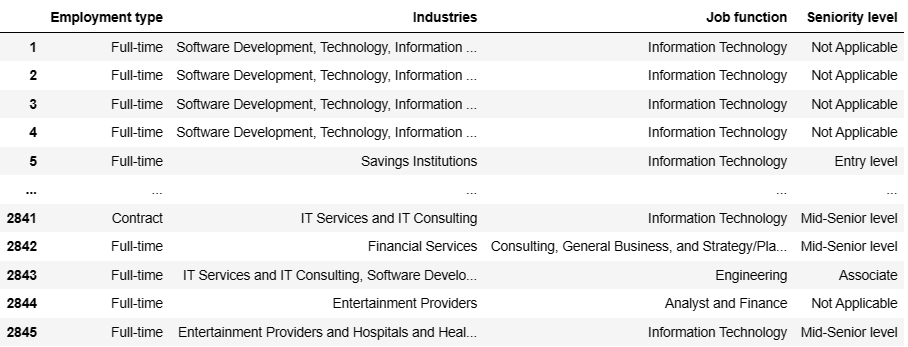 Employment type Industries Job function Seniority level
1 Full-time Software Development, Technology, Information ... Information Technology Not Applicable
2 Full-time Software Development, Technology, Information ... Information Technology Not Applicable
3 Full-time Software Development, Technology, Information ... Information Technology Not Applicable
4 Full-time Software Development, Technology, Information ... Information Technology Not Applicable
5 Full-time Savings Institutions Information Technology Entry level
... ... ... ... ...
2841 Contract IT Services and IT Consulting Information Technology Mid-Senior level
2842 Full-time Financial Services Consulting, General Business, and Strategy/Pla... Mid-Senior level
2843 Full-time IT Services and IT Consulting, Software Develo... Engineering Associate
2844 Full-time Entertainment Providers Analyst and Finance Not Applicable
2845 Full-time Entertainment Providers and Hospitals and Heal... Information Technology Mid-Senior level